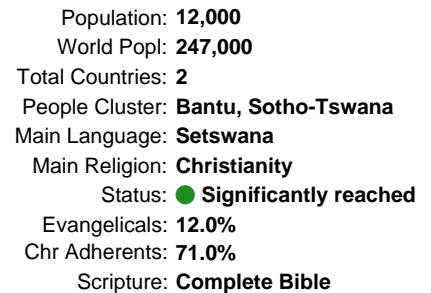 Population: 12,000
World Popl: 247,000
Total Countries: 2
People Cluster: Bantu, Sotho-Tswana
Main Language: Setswana
Main Religion: Christianity
Status: Significantly reached
Evangelicals: 12.0%
Chr Adherents: 71.0%
Scripture: Complete Bible